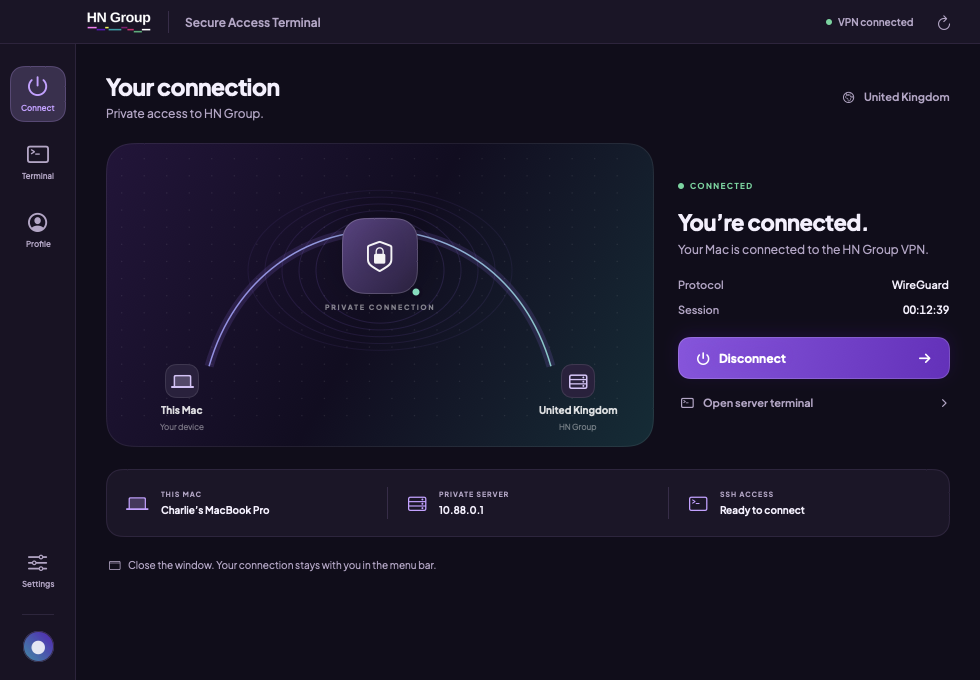 HN Group
Secure Access Terminal
VPN connected
Connect
Terminal
Profile
Settings
Your connection
Private access to HN Group.
United Kingdom
PRIVATE CONNECTION
This Mac
Your device
United Kingdom
HN Group
CONNECTED
You’re connected.
Your Mac is connected to the HN Group VPN.
Protocol WireGuard
Session 00:12:39
Disconnect
Open server terminal
THIS MAC
Charlie’s MacBook Pro
PRIVATE SERVER
10.88.0.1
SSH ACCESS
Ready to connect
Close the window. Your connection stays with you in the menu bar.